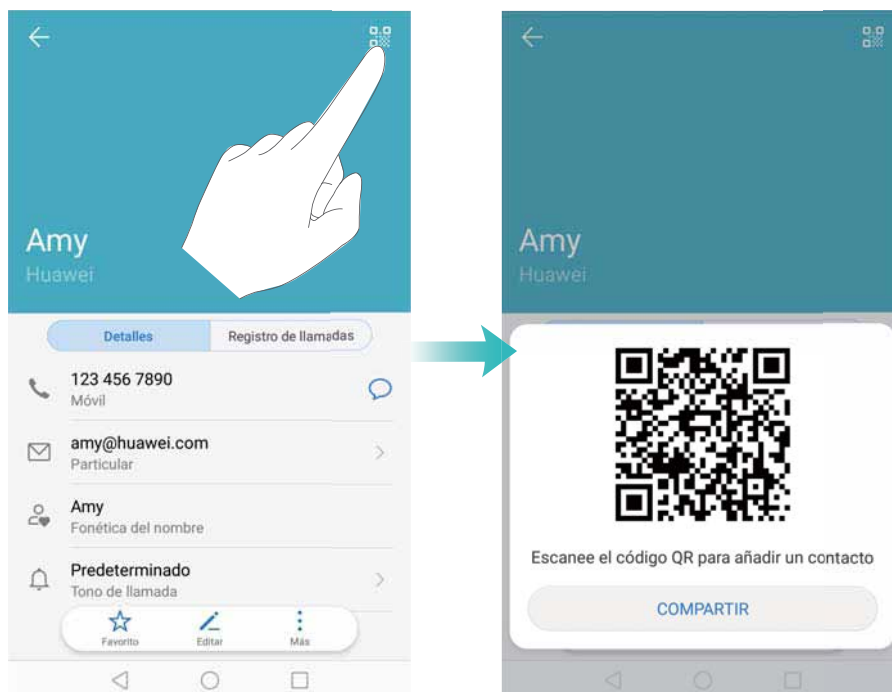 Amy
Huawei
Detalles
Registro de llamadas
123 456 7890
Móvil
amy@huawei.com
Particular
Amy
Fonética del nombre
Predeterminado
Tono de llamada
Favorito
Editar
Más
Amy
Huawei
Escanee el código QR para añadir un contacto
COMPARTIR